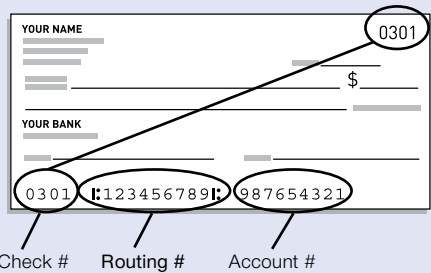 YOUR NAME
0301
$
YOUR BANK
0301 ⑆123456789⑆ 987654321
Check # Routing # Account #